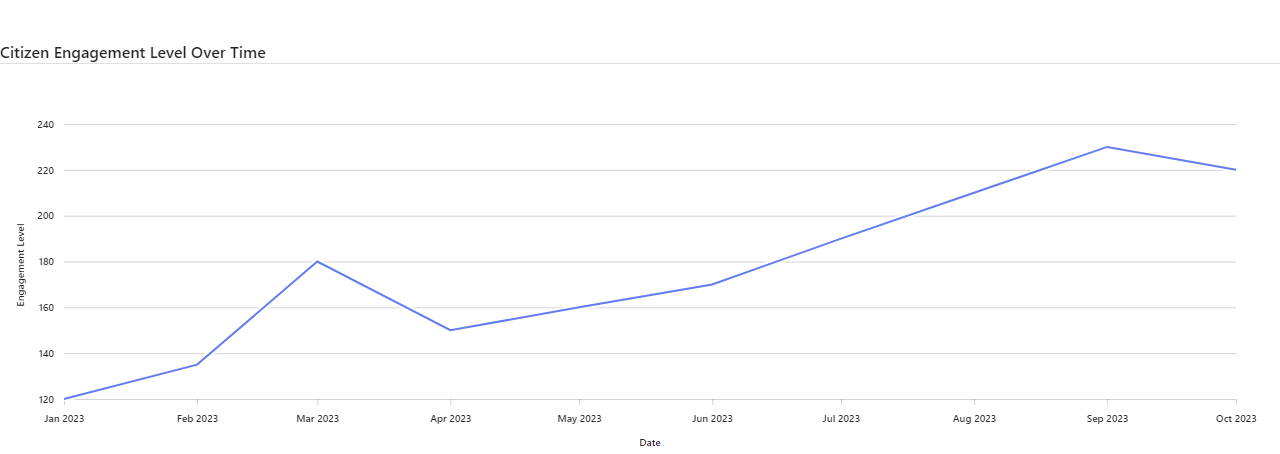 Citizen Engagement Level Over Time
240
220
200
180
160
140
120
Engagement Level
Jan 2023 Feb 2023 Mar 2023 Apr 2023 May 2023 Jun 2023 Jul 2023 Aug 2023 Sep 2023 Oct 2023
Date